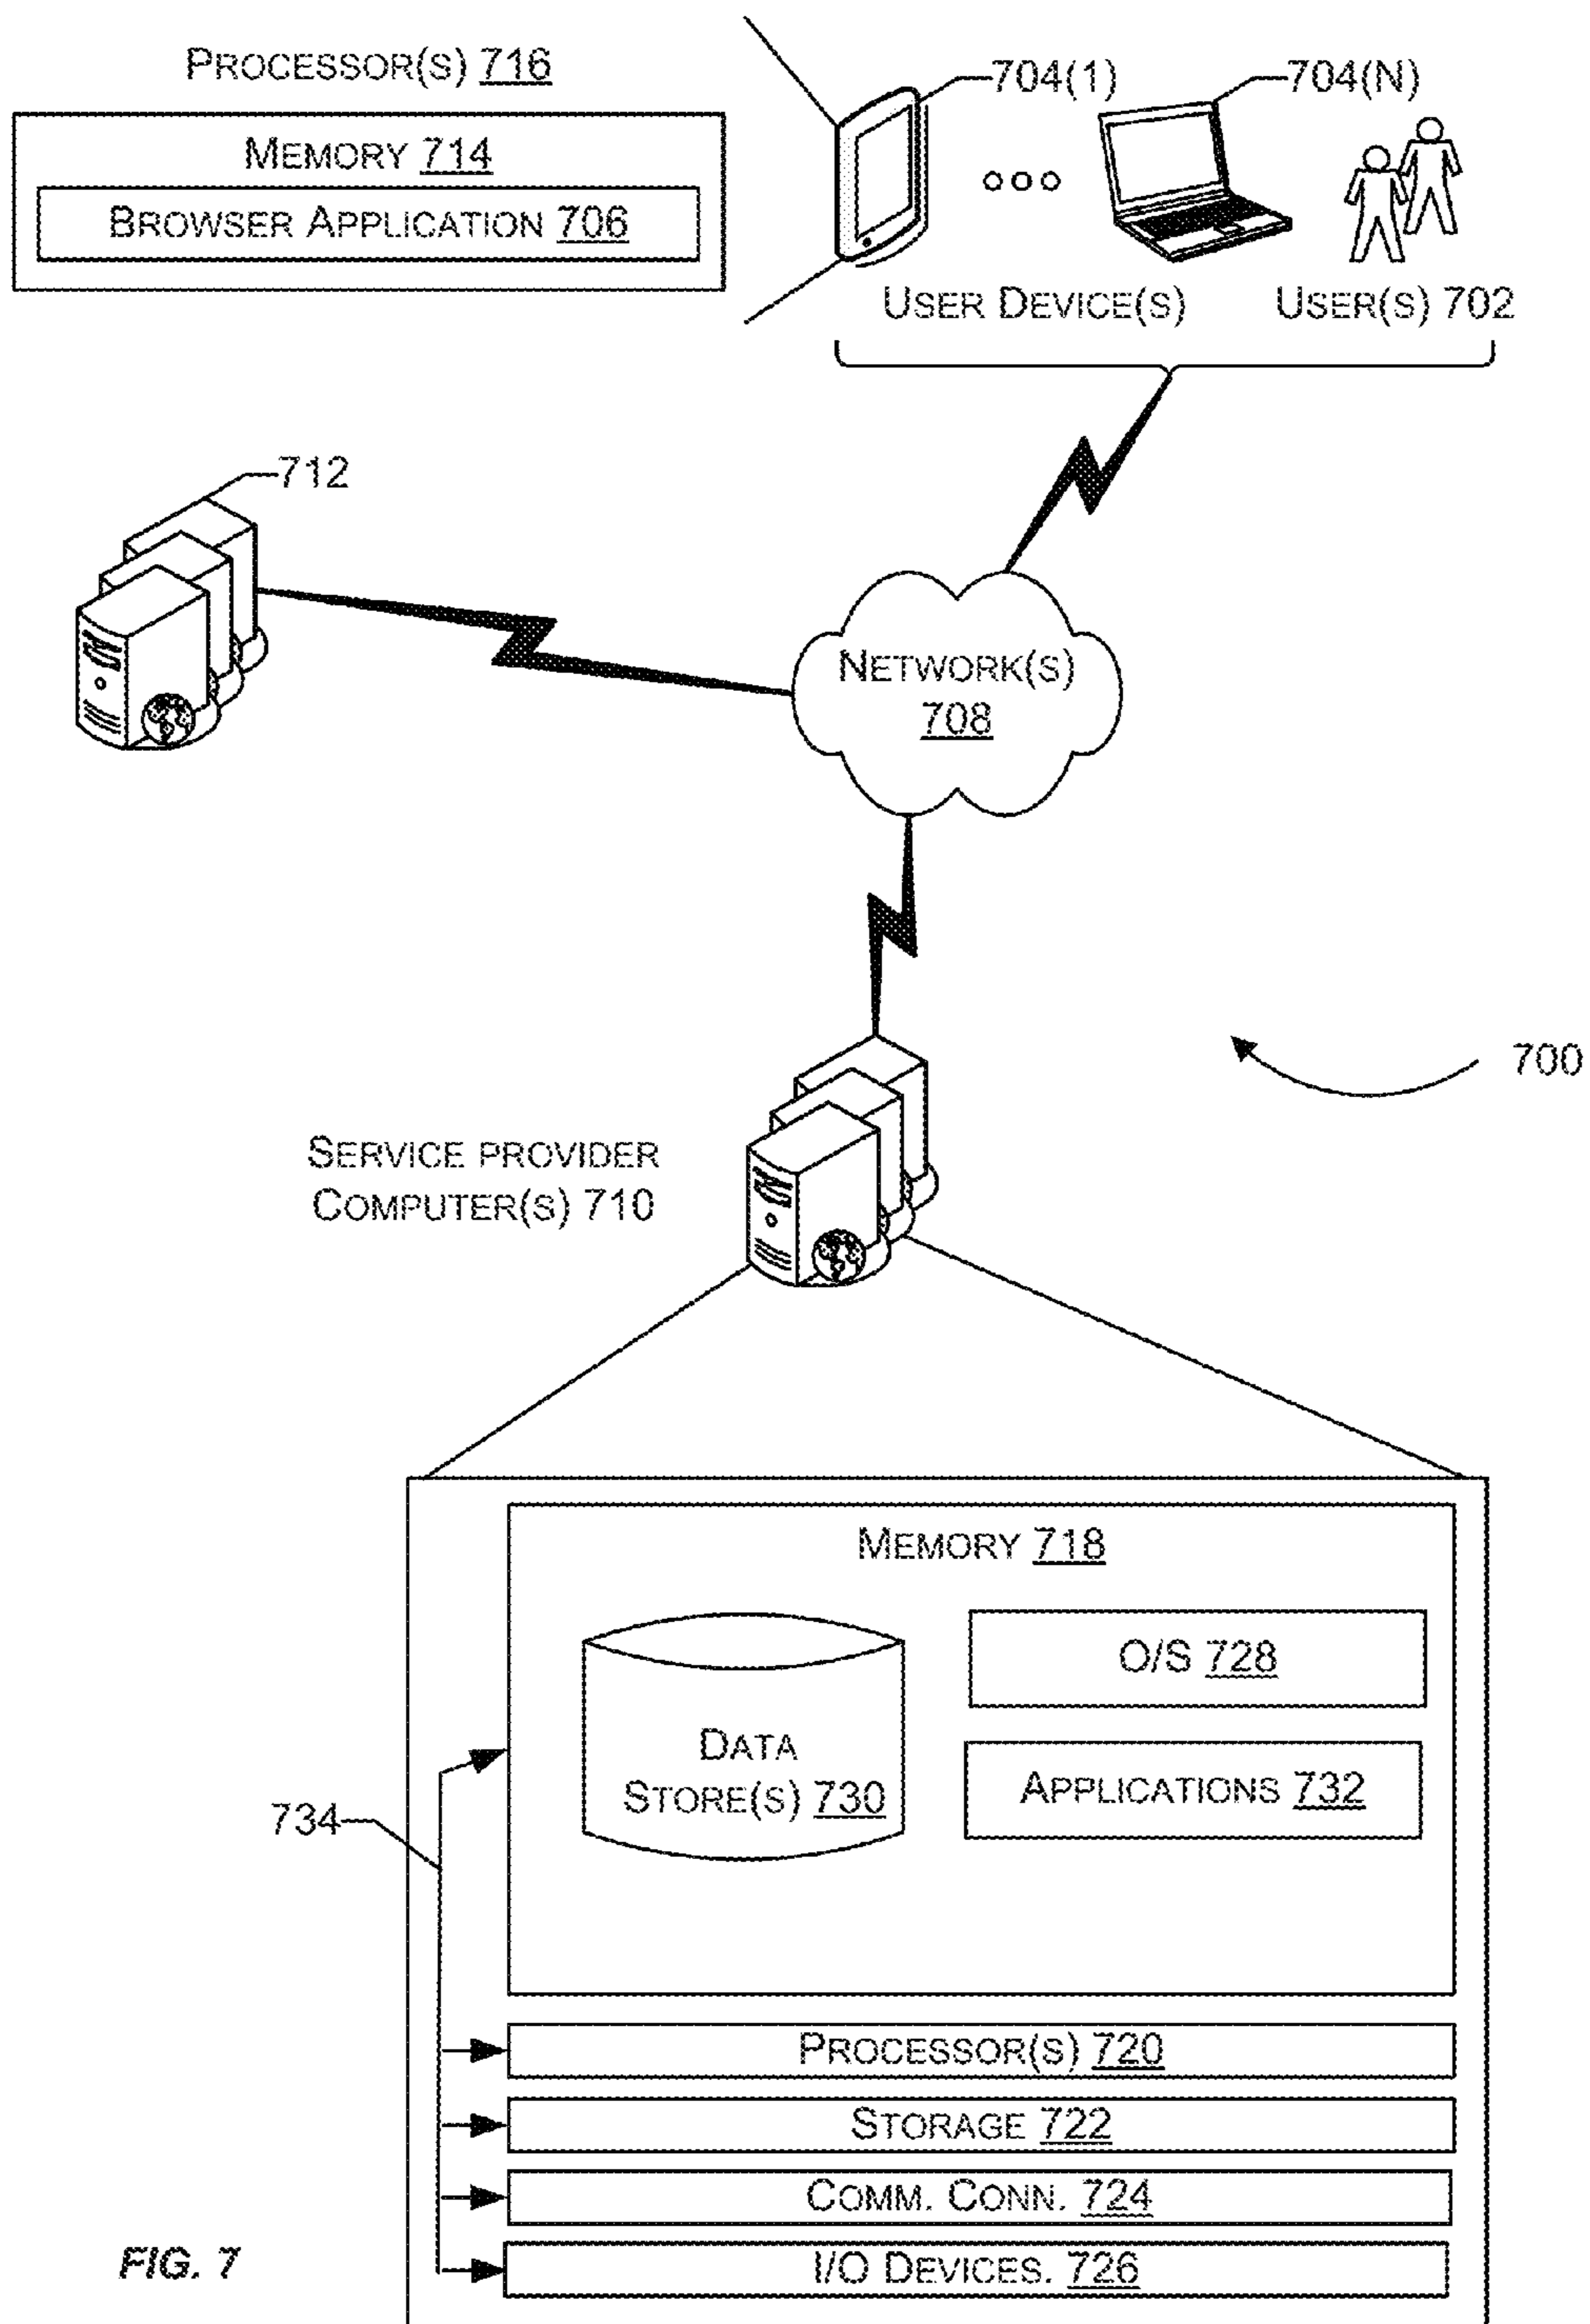 PROCESSOR(S) 716
MEMORY 714
BROWSER APPLICATION 706
704(1)
704(N)
USER DEVICE(S)
USER(S) 702
712
NETWORK(S)
708
700
SERVICE PROVIDER
COMPUTER(S) 710
MEMORY 718
DATA
STORE(S) 730
O/S 728
APPLICATIONS 732
734
PROCESSOR(S) 720
STORAGE 722
COMM. CONN. 724
I/O DEVICES. 726
FIG. 7